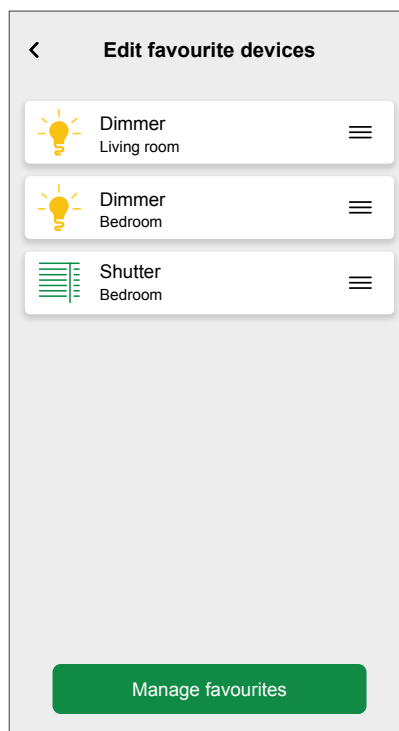 Edit favourite devices
Dimmer
Living room
Dimmer
Bedroom
Shutter
Bedroom
Manage favourites